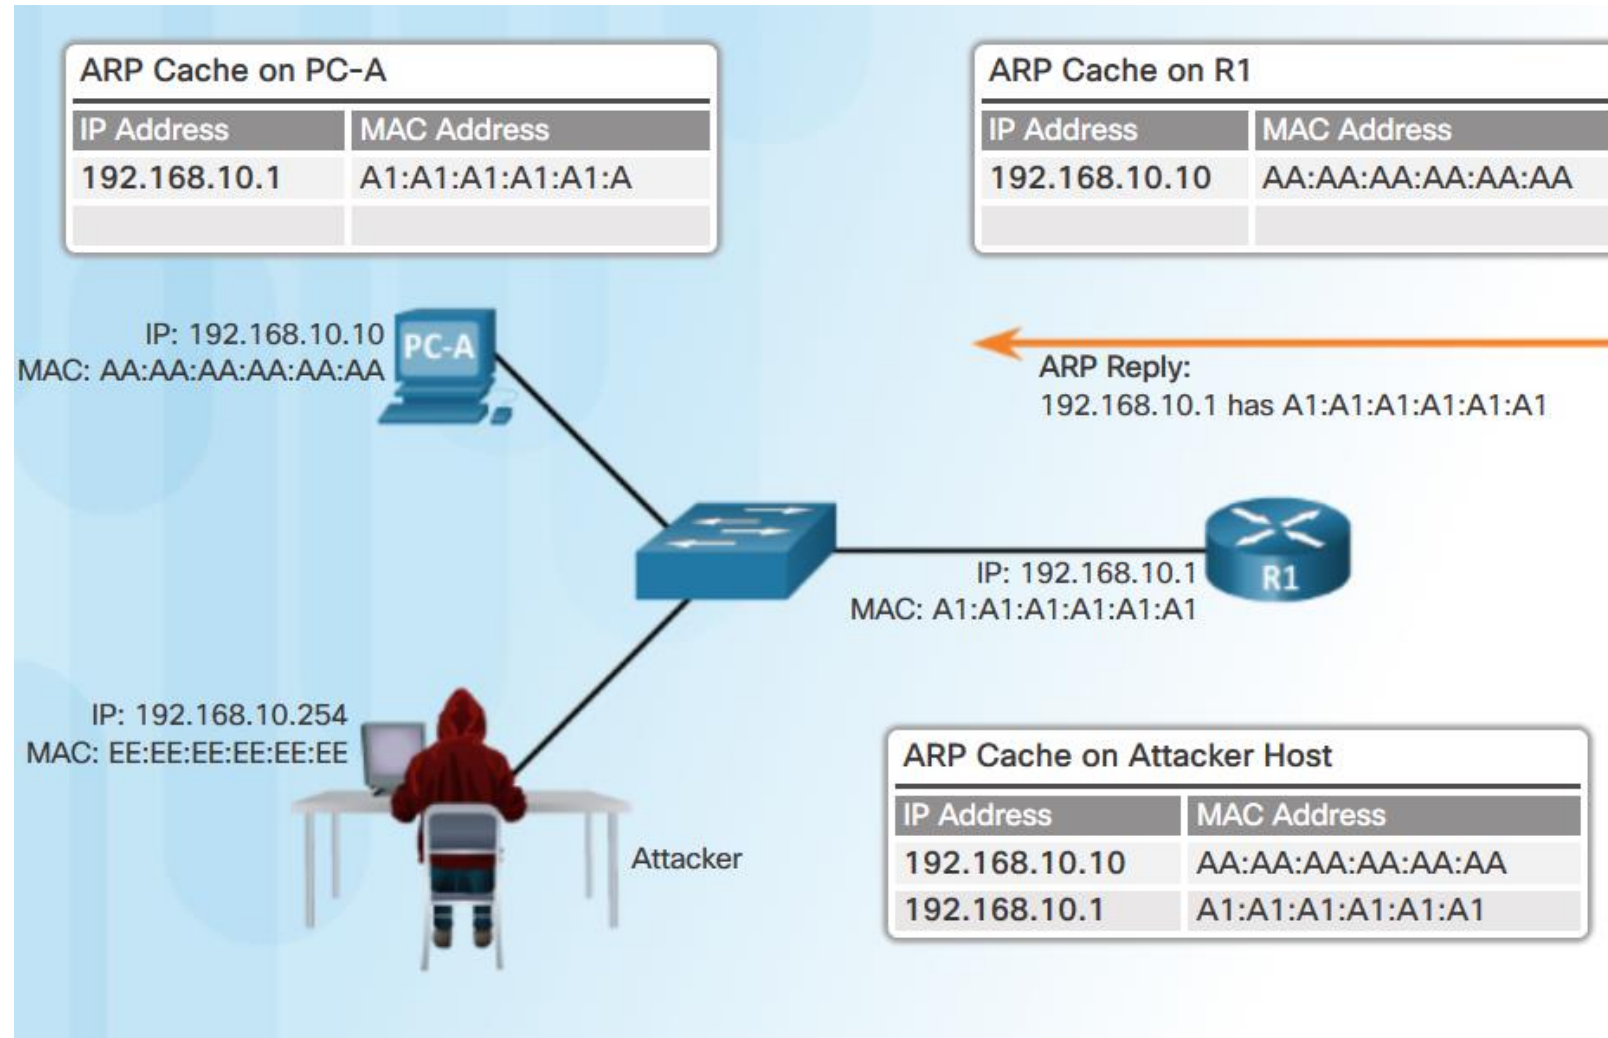 ARP Cache on PC-A
IP Address MAC Address
192.168.10.1 A1:A1:A1:A1:A1:A
ARP Cache on R1
IP Address MAC Address
192.168.10.10 AA:AA:AA:AA:AA:AA
IP: 192.168.10.10
MAC: AA:AA:AA:AA:AA:AA
PC-A
ARP Reply:
192.168.10.1 has A1:A1:A1:A1:A1:A1
IP: 192.168.10.1
MAC: A1:A1:A1:A1:A1:A1
R1
IP: 192.168.10.254
MAC: EE:EE:EE:EE:EE:EE
Attacker
ARP Cache on Attacker Host
IP Address MAC Address
192.168.10.10 AA:AA:AA:AA:AA:AA
192.168.10.1 A1:A1:A1:A1:A1:A1